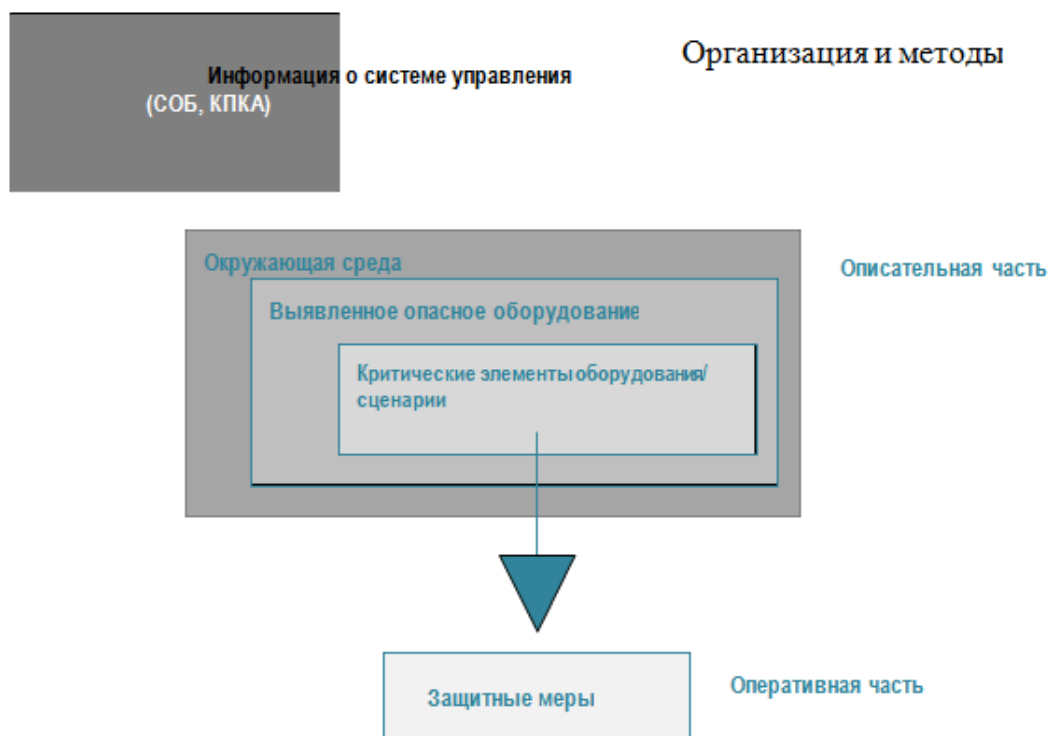 Организация и методы
Информация о системе управления
(СОБ, КПКА)
Окружающая среда
Описательная часть
Выявленное опасное оборудование
Критические элементы оборудования/
сценарии
Защитные меры
Оперативная часть